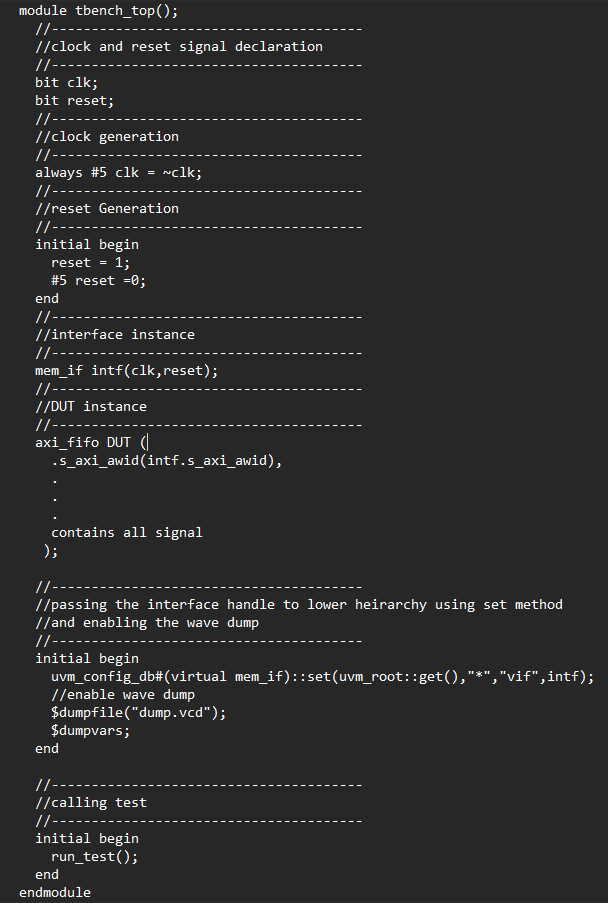 module tbench_top();
//---------------------------------------
//clock and reset signal declaration
//---------------------------------------
bit clk;
bit reset;
//---------------------------------------
//clock generation
//---------------------------------------
always #5 clk = ~clk;
//---------------------------------------
//reset Generation
//---------------------------------------
initial begin
reset = 1;
#5 reset =0;
end
//---------------------------------------
//interface instance
//---------------------------------------
mem_if intf(clk,reset);
//---------------------------------------
//DUT instance
//---------------------------------------
axi_fifo DUT (
.s_axi_awid(intf.s_axi_awid),
.
.
.
contains all signal
);
//---------------------------------------
//passing the interface handle to lower heirarchy using set method
//and enabling the wave dump
//---------------------------------------
initial begin
uvm_config_db#(virtual mem_if)::set(uvm_root::get(),"*","vif",intf);
//enable wave dump
$dumpfile("dump.vcd");
$dumpvars;
end
//---------------------------------------
//calling test
//---------------------------------------
initial begin
run_test();
end
endmodule